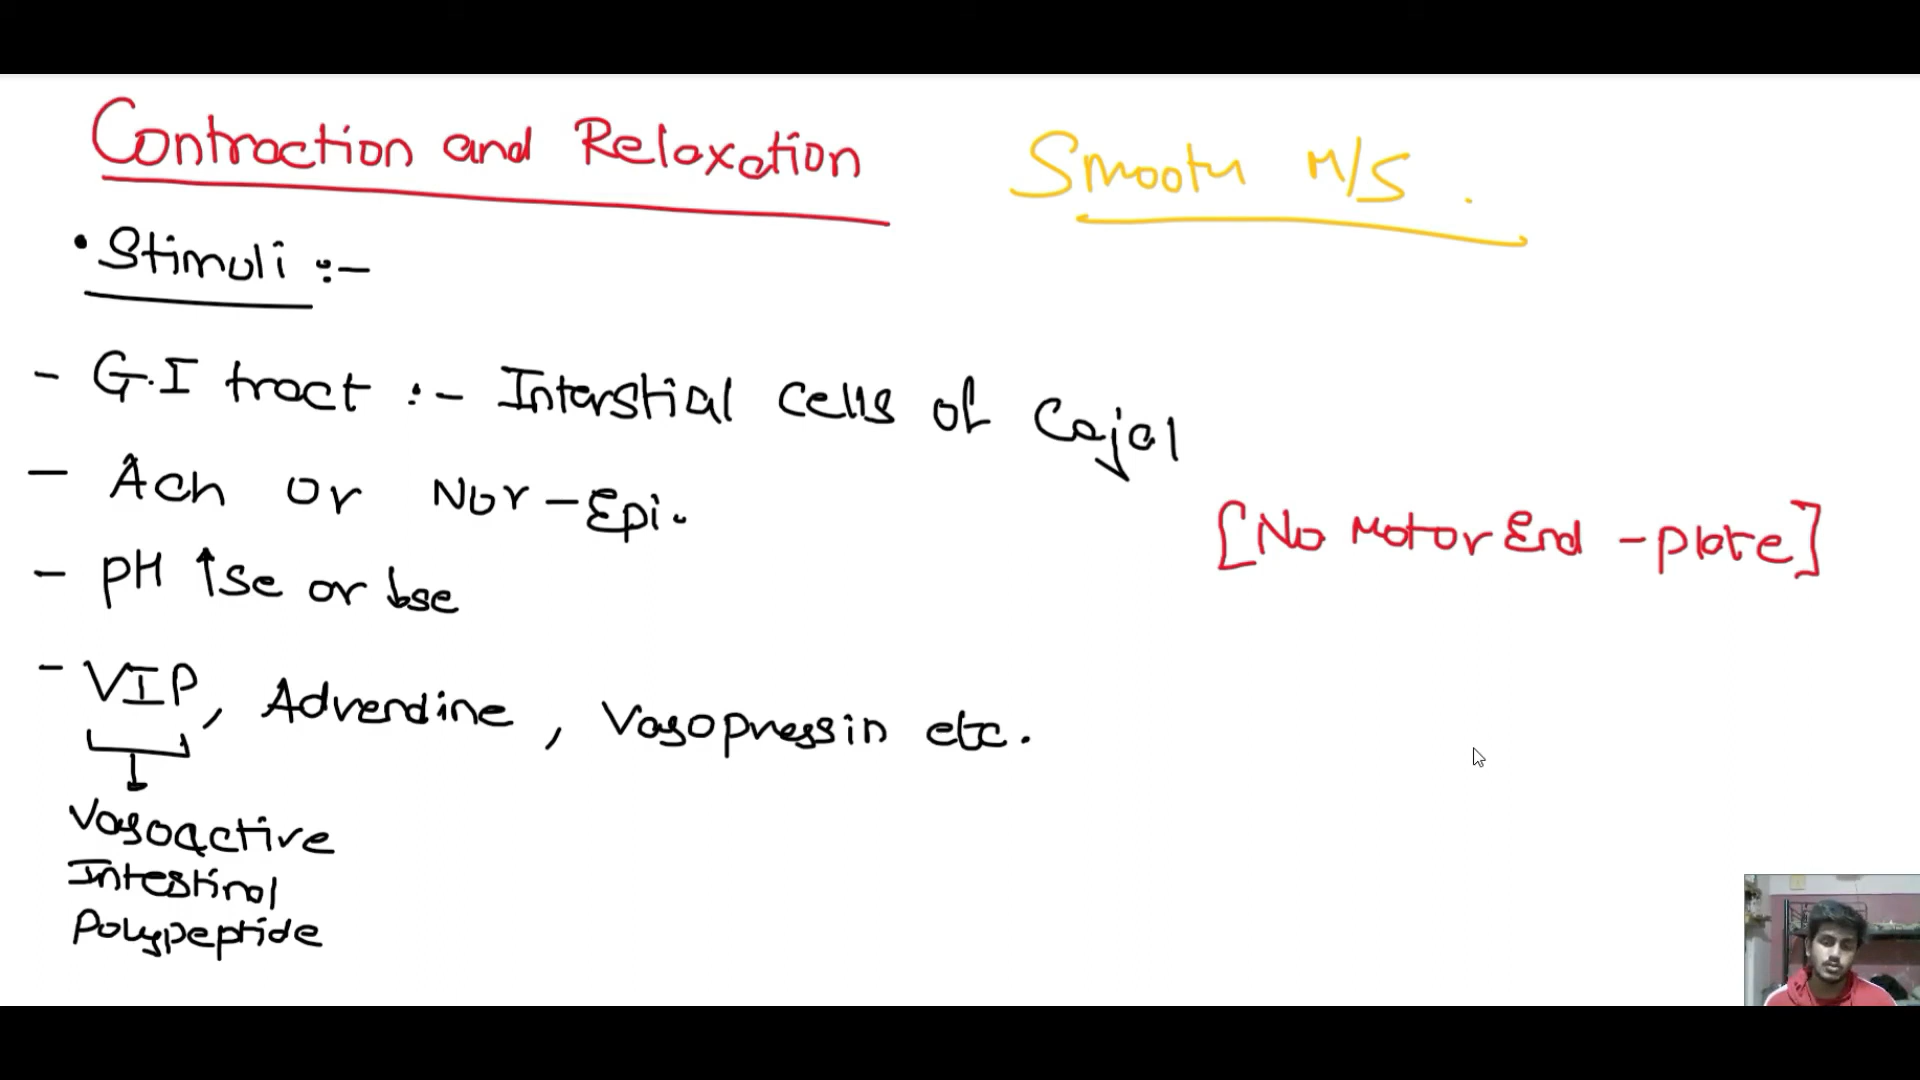 Contraction and Relaxation
Smooth M/S.
• Stimuli :-
- G.I tract :- Interstial cells of Cajal
- Ach or Nor-Epi.
[No Motor End-plate]
- pH ↑se or ↓se
- VIP, Adrendine, Vasopressin etc.
Vasoactive
Intestinal
Polypeptide